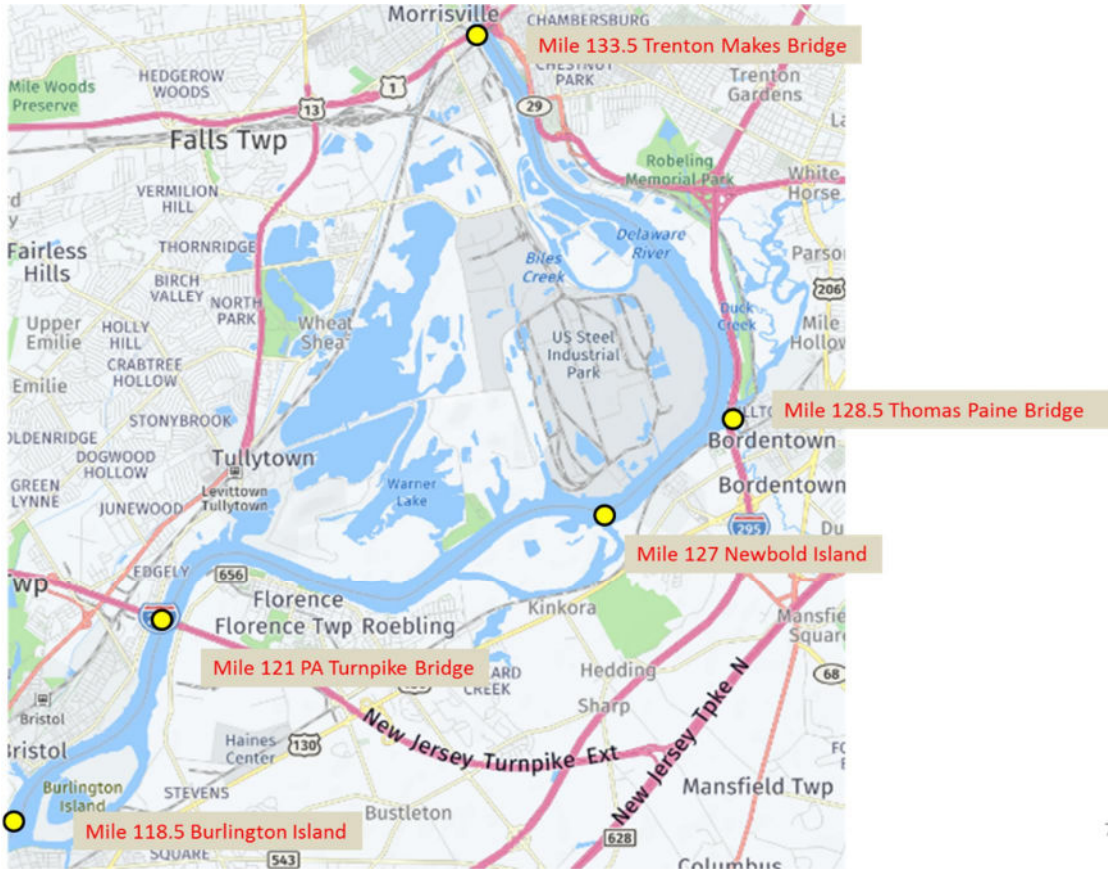 Morrisville
CHAMBERSBURG
Mile 133.5 Trenton Makes Bridge
CHESTNUT
PARK
Mile Woods
Preserve
HEDGEROW
WOODS
1
13
29
Trenton
Gardens
Falls Twp
Robeling
Memorial Park
White
Horse
VERMILION
HILL
Delaware
River
Fairless
Hills
THORNRIDGE
Biles
Creek
BIRCH
VALLEY
NORTH
PARK
206
Upper
Emilie
HOLLY
HILL
Duck
Creek
Mile
CRABTREE
HOLLOW
US Steel
Industrial
Park
Emilie
STONYBROOK
Mile 128.5 Thomas Paine Bridge
Bordentown
DOGWOOD
HOLLOW
Tullytown
GREEN
LYNNE
Levittown
Tullytown
Warner
Lake
Bordentown
JUNEWOOD
295
Mile 127 Newbold Island
EDGELY
656
Florence
Kinkora
Florence Twp Roebling
Mansfield
Square
Mile 121 PA Turnpike Bridge
CREEK
Hedding
68
Sharp
Bristol
Bristol
Haines
Center
130
New Jersey Turnpike Ext
New Jersey Tpke N
Mansfield Twp
Burlington
Island
STEVENS
Bustleton
Mile 118.5 Burlington Island
SQUARE
543
628
Columbus
7